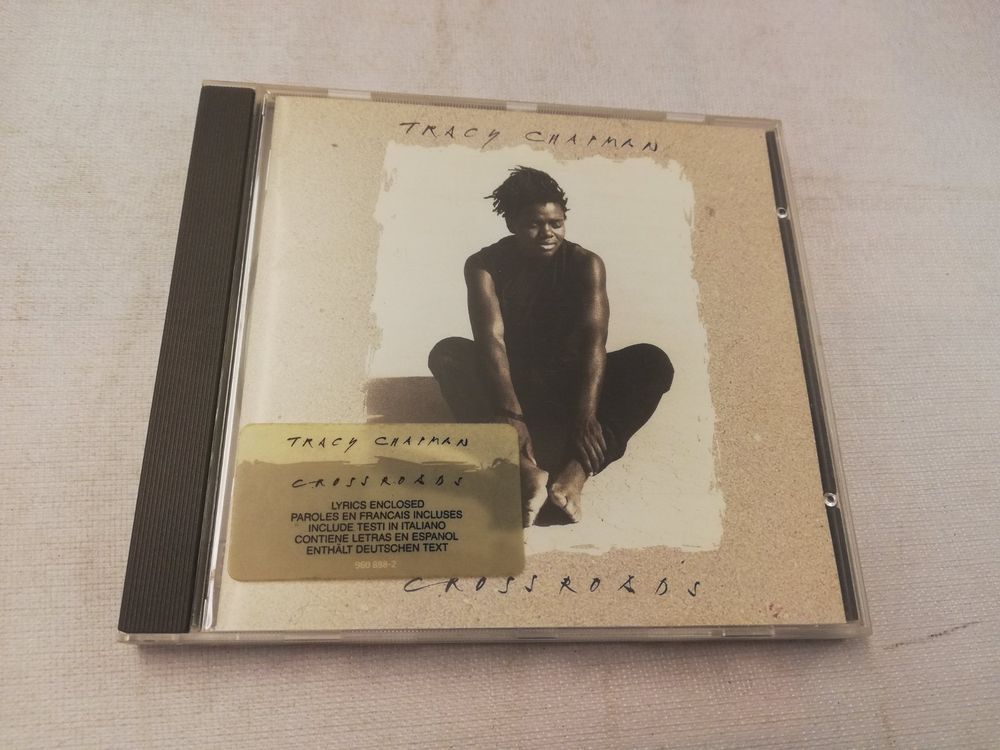 TRACY CHAPMAN
TRACY CHAPMAN
CROSSROADS
LYRICS ENCLOSED
PAROLES EN FRANCAIS INCLUSES
INCLUDE TESTI IN ITALIANO
CONTIENE LETRAS EN ESPANOL
ENTHÄLT DEUTSCHEN TEXT
960 898-2
CROSSROADS